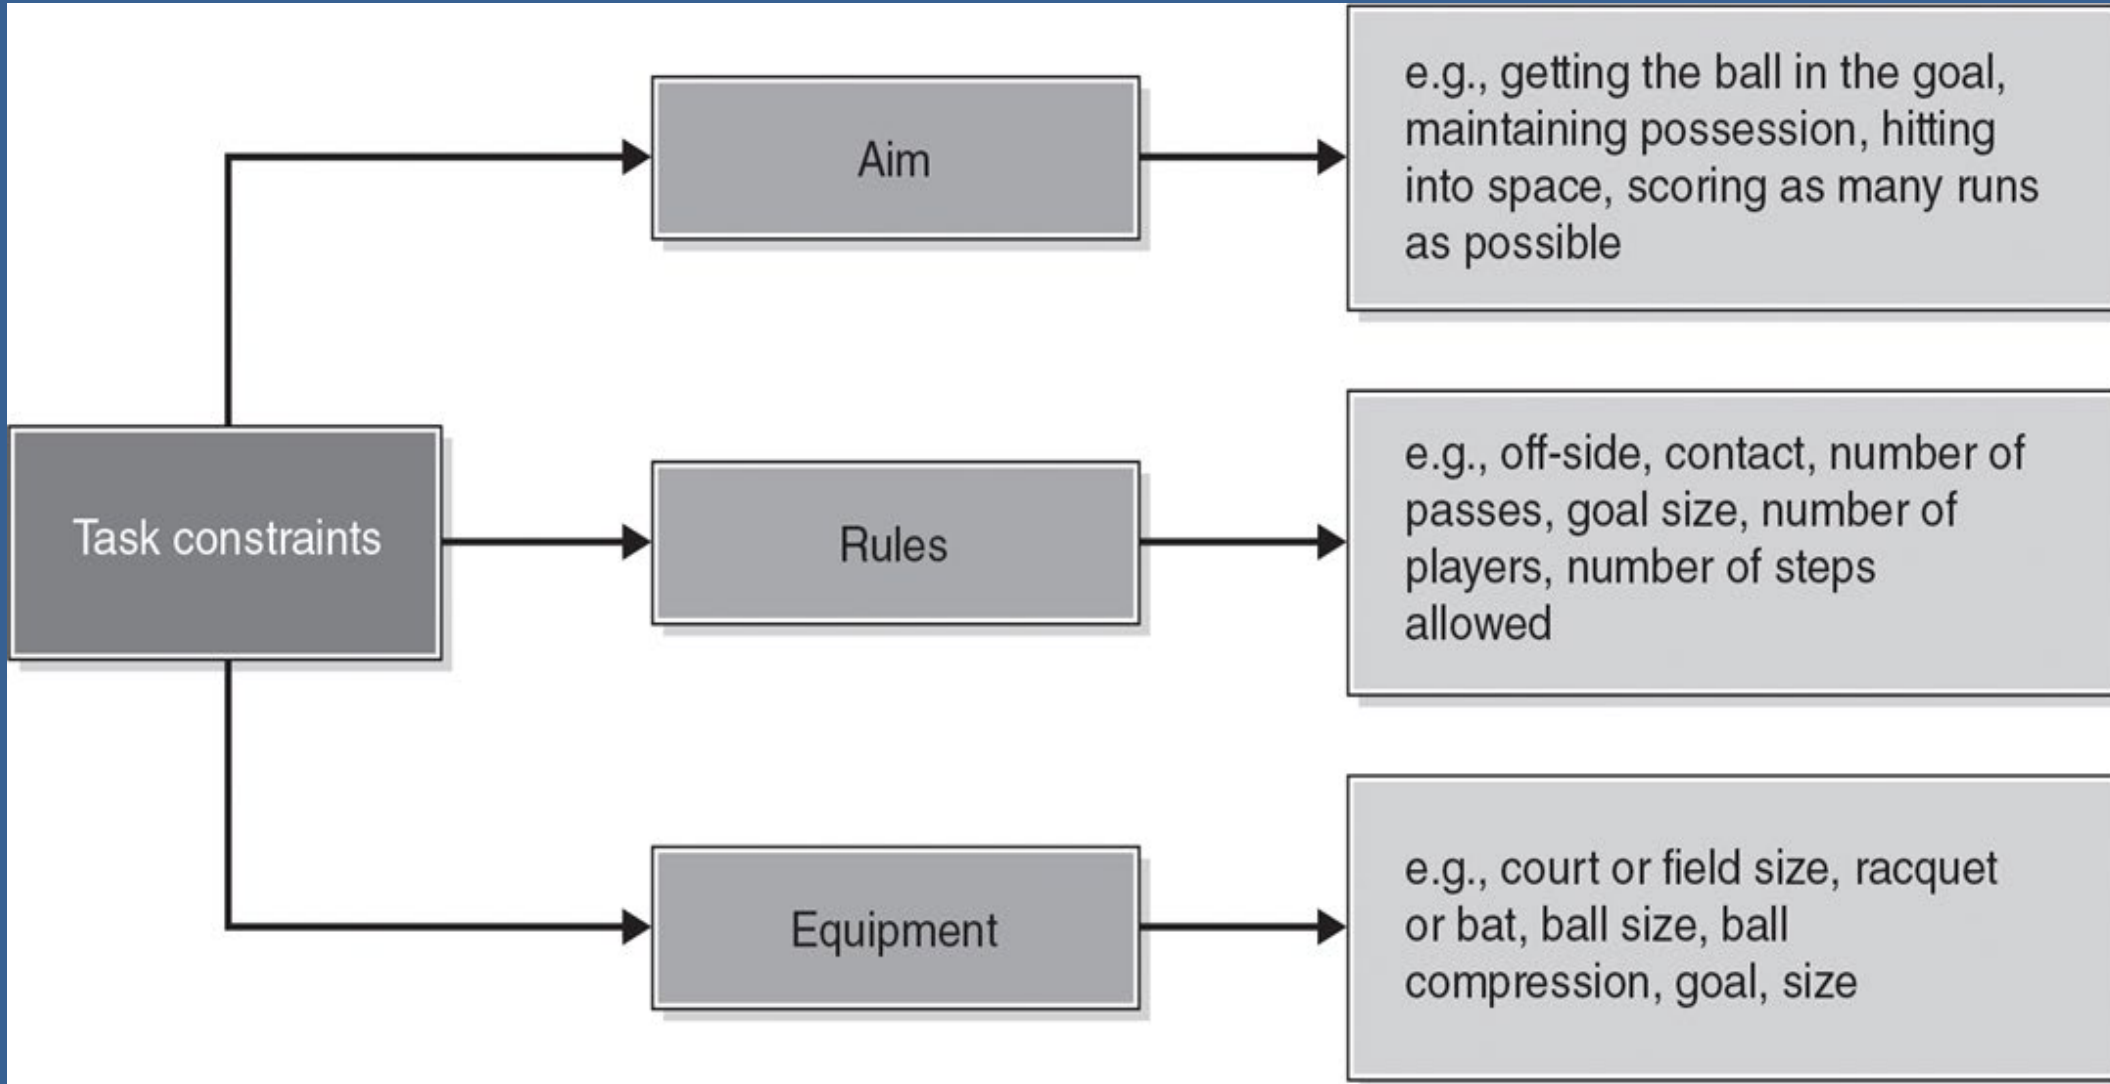 Aim
e.g., getting the ball in the goal,
maintaining possession, hitting
into space, scoring as many runs
as possible
Task constraints
Rules
e.g., off-side, contact, number of
passes, goal size, number of
players, number of steps
allowed
Equipment
e.g., court or field size, racquet
or bat, ball size, ball
compression, goal, size